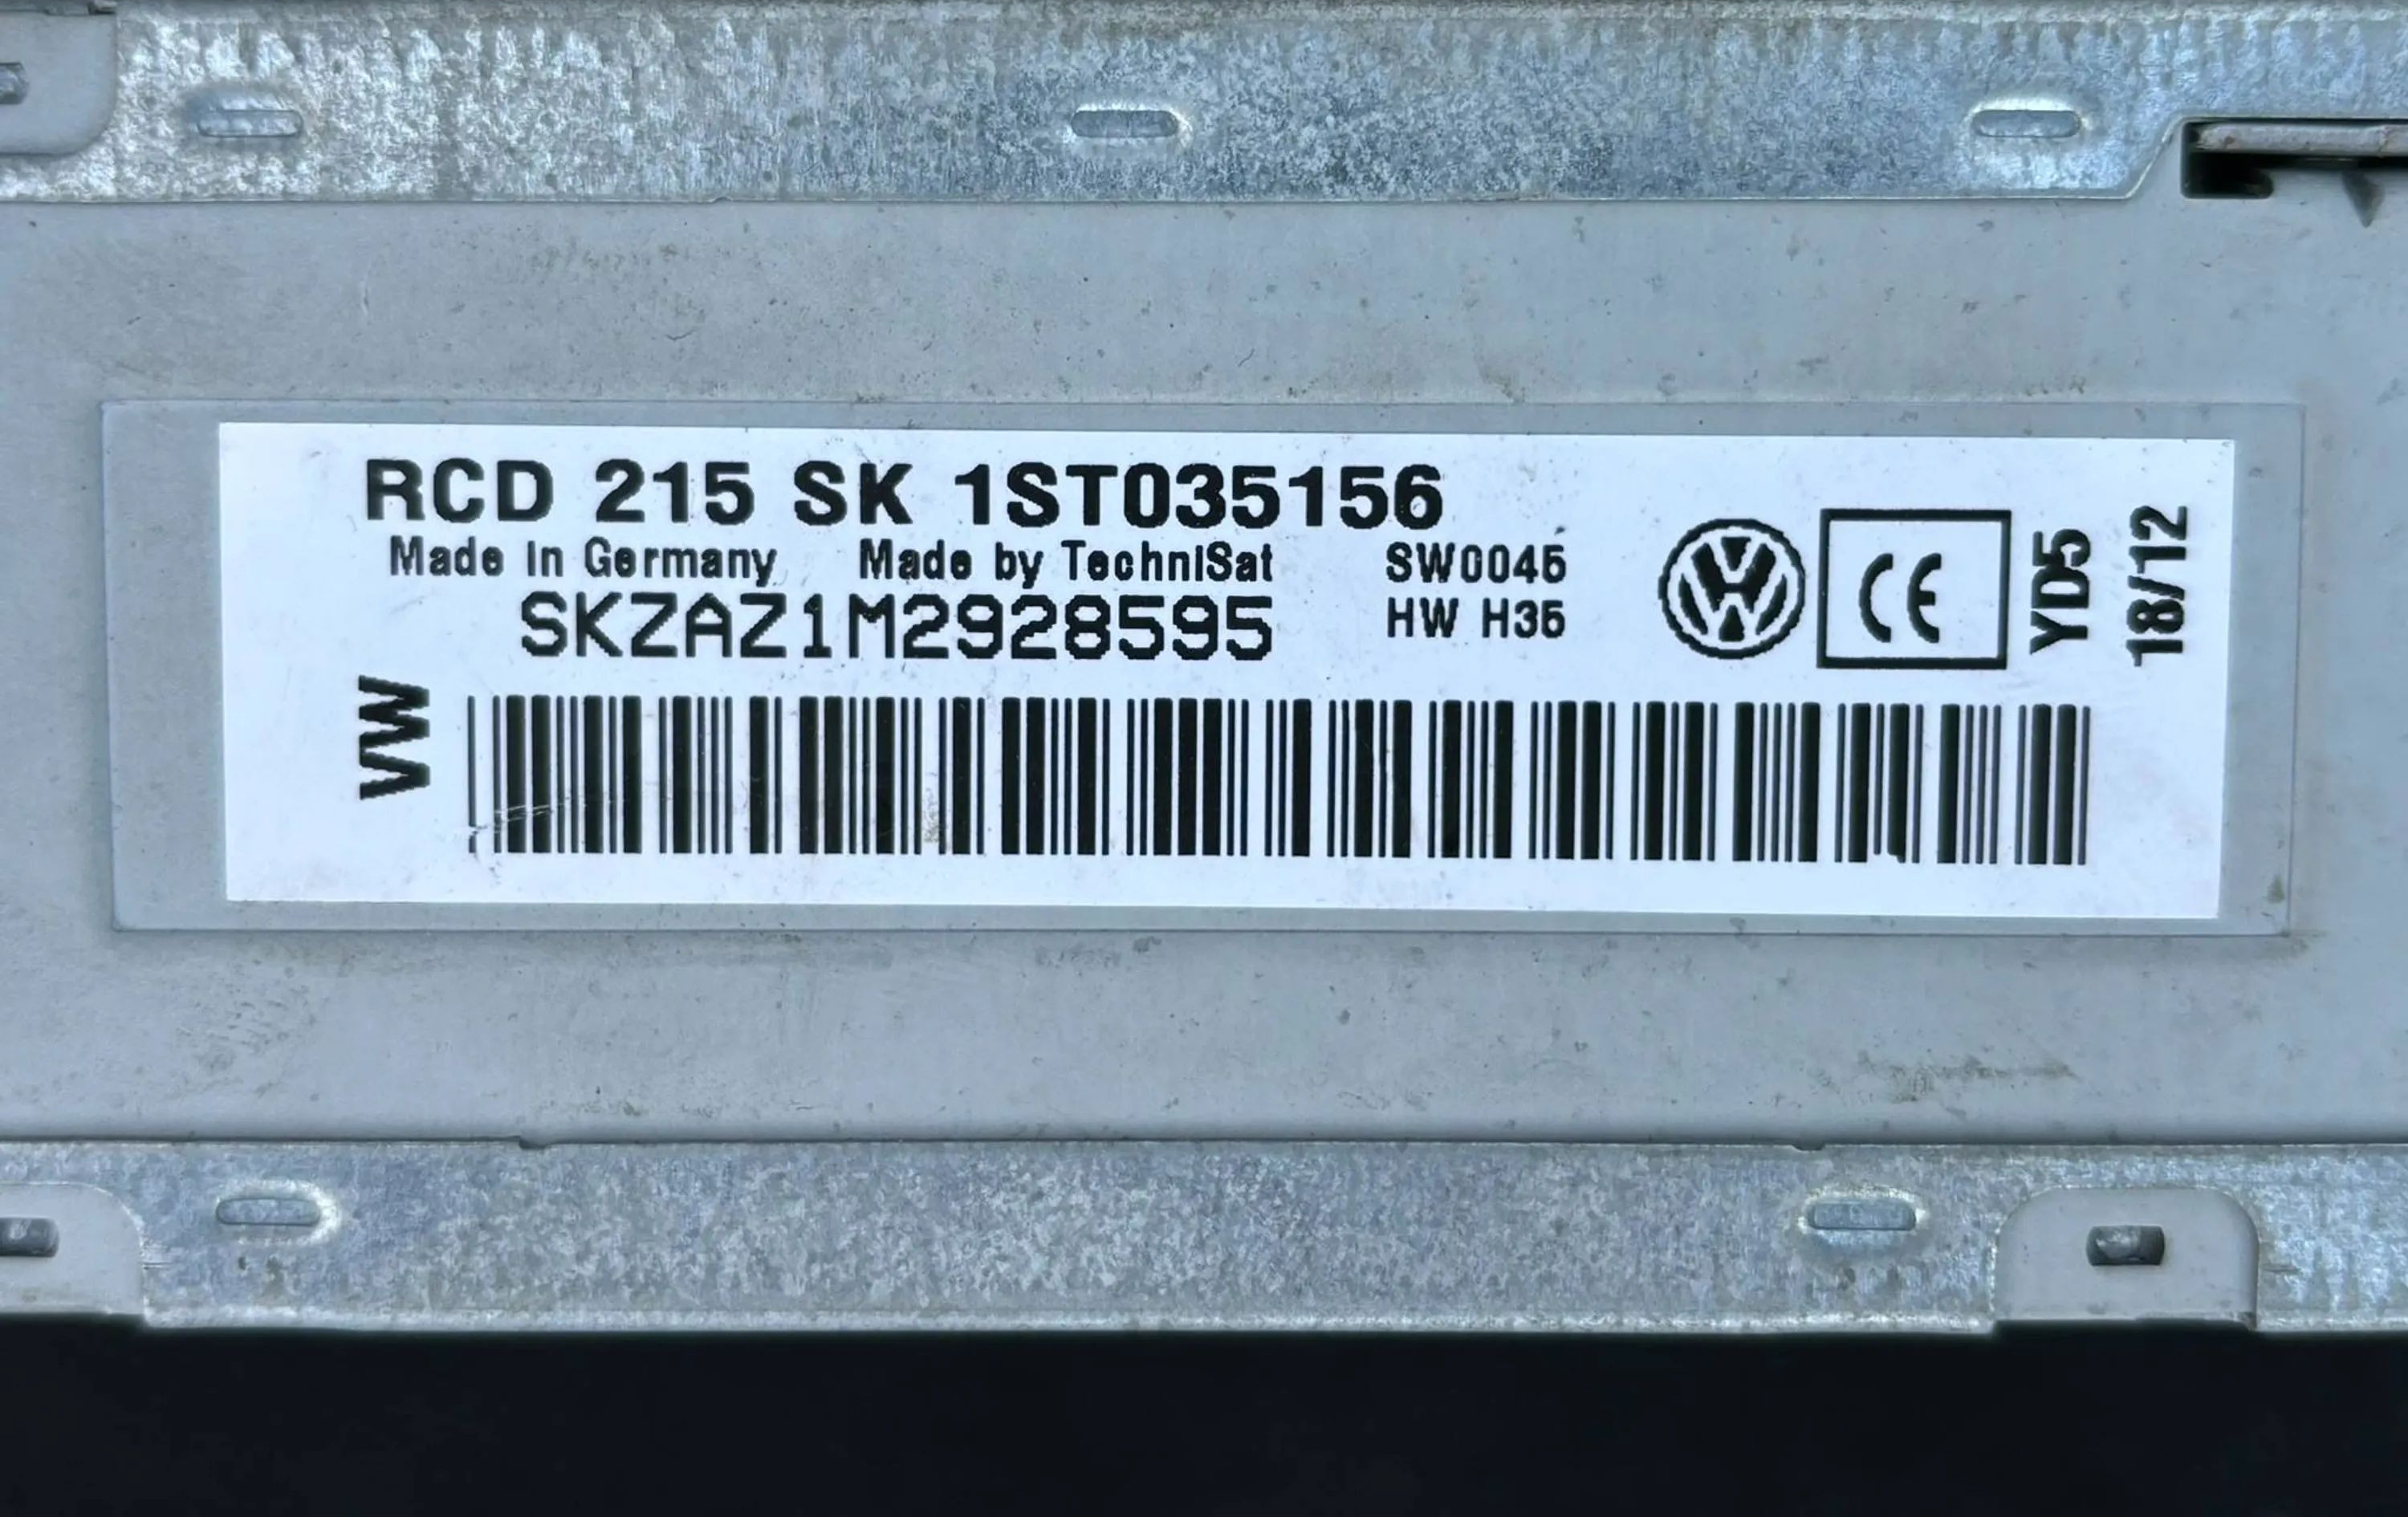 RCD 215 SK 1ST035156
Made in Germany Made by TechniSat SW0045
SKZAZ1M2928595 HW H35
VW
CE
YD5
18/12